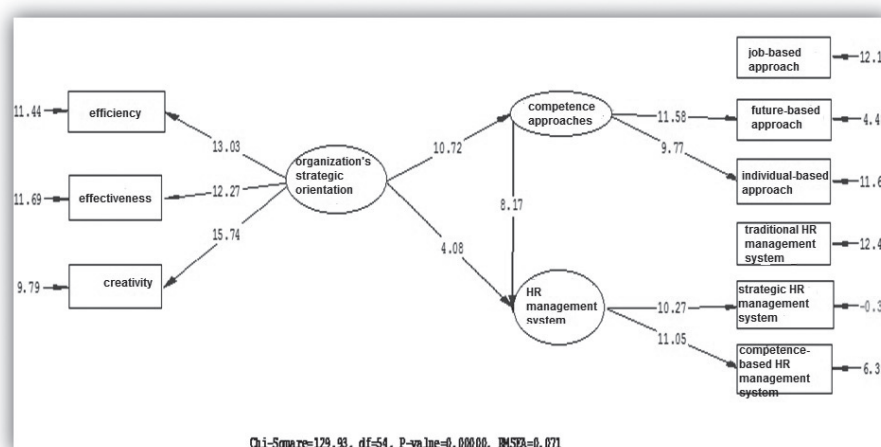 job-based
approach
12.1
11.44
efficiency
competence
approaches
11.58
future-based
approach
4.4
13.03
10.72
9.77
organization's
strategic
orientation
individual-based
approach
11.6
11.69
effectiveness
12.27
8.17
15.74
traditional HR
management
system
12.4
4.08
9.79
creativity
HR
management
system
10.27
strategic HR
management
system
-0.3
11.05
competence-
based HR
management
system
6.3
Chi-Square=129.93, df=54, P-value=0.00000, RMSEA=0.071